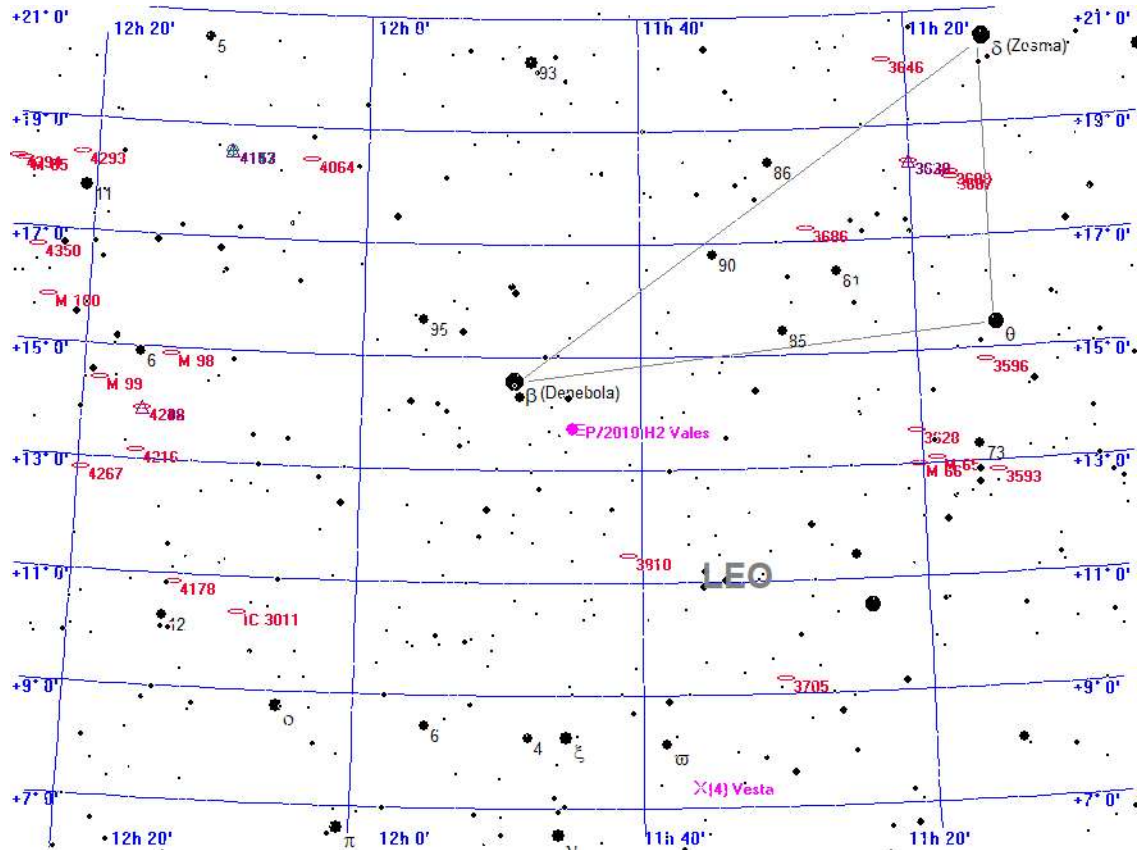 +21° 0'
12h 20'
12h 0'
11h 40'
11h 20'
+21° 0'
5
93
δ (Zosma)
3646
+19° 0'
+19° 0'
4293
4064
86
M 85
11
+17° 0'
3686
+17° 0'
4350
90
M 100
95
85
θ
+15° 0'
6
M 98
+15° 0'
3596
M 99
β (Denebola)
P/2010 H2 Vales
3628
+13° 0'
4216
73
M 65
M 66
3593
+13° 0'
4267
+11° 0'
3810
LEO
+11° 0'
4178
12
IC 3011
+9° 0'
3705
+9° 0'
ο
6
4
ξ
ϖ
(4) Vesta
+7° 0'
+7° 0'
12h 20'
π
12h 0'
11h 40'
11h 20'